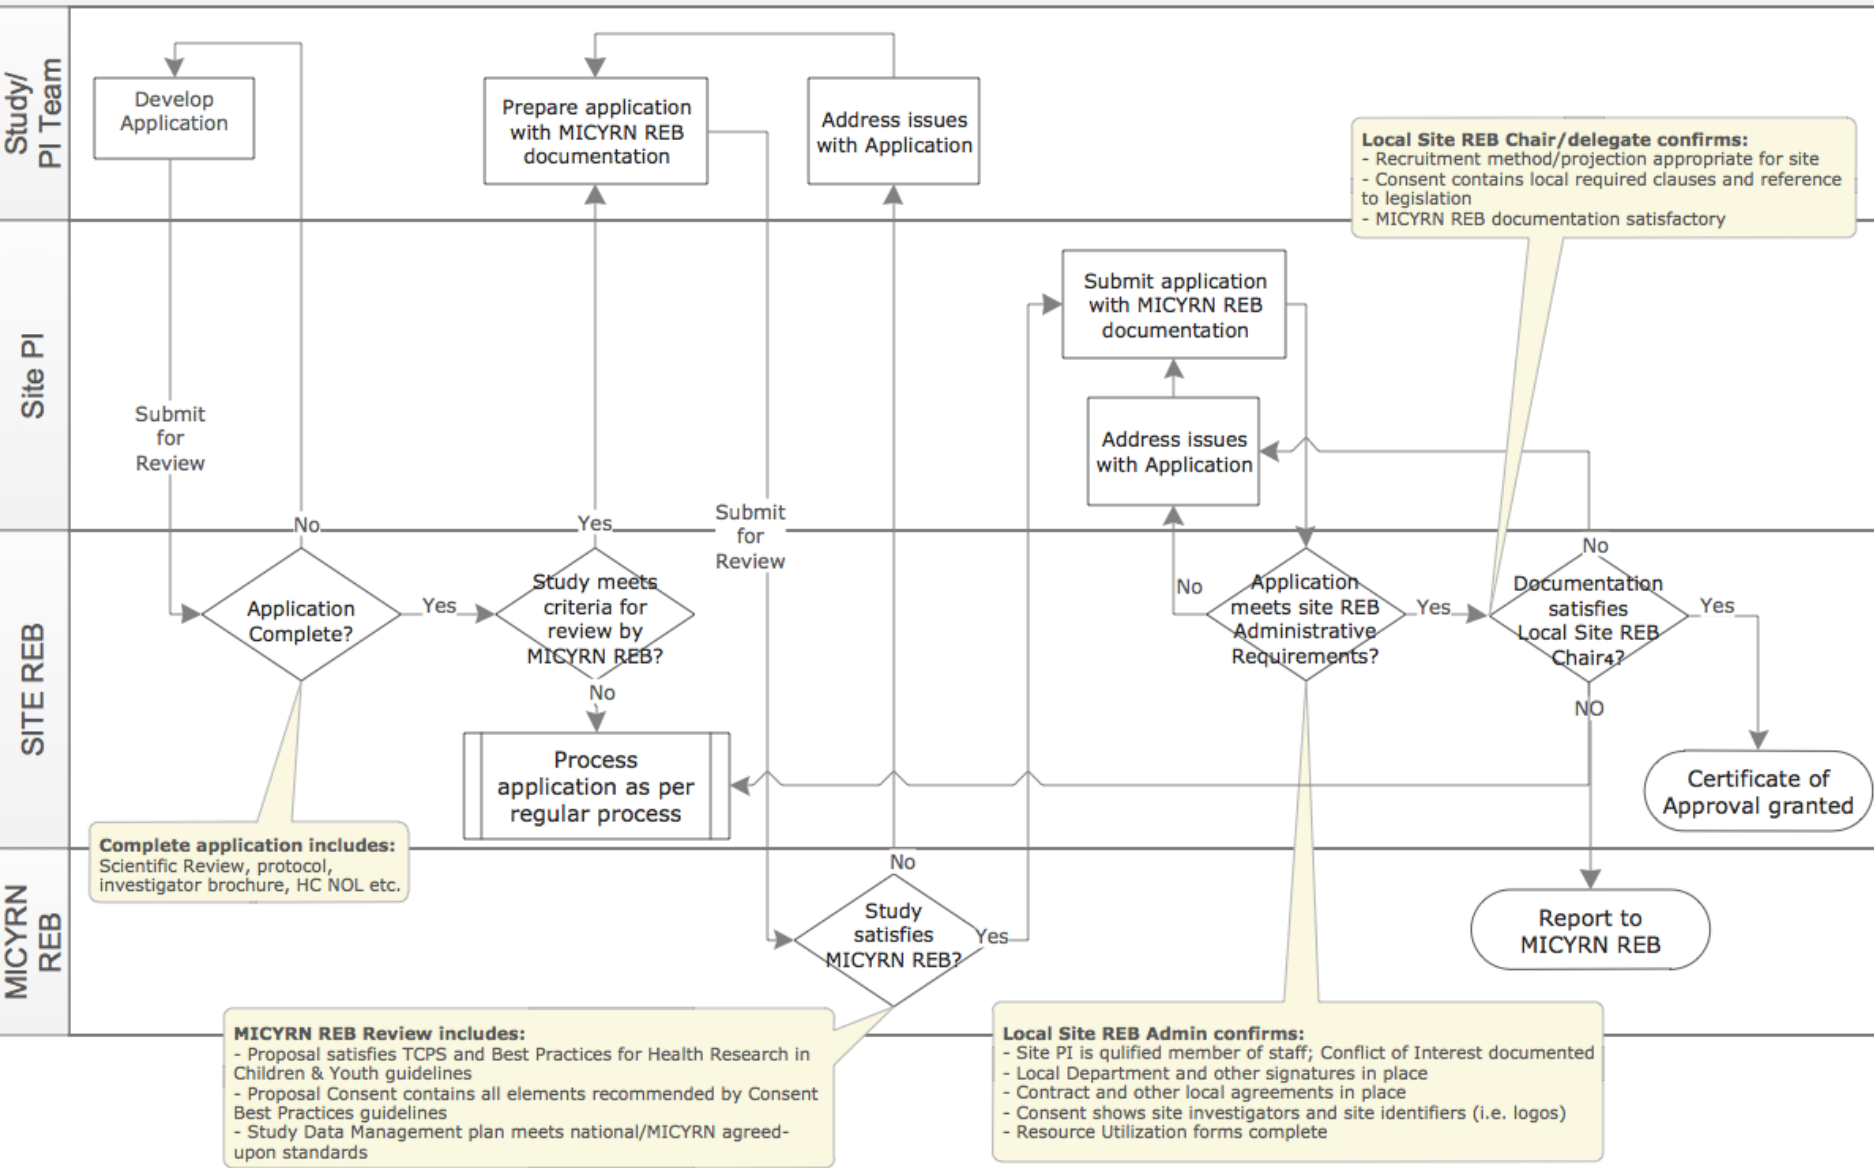 Study/
PI Team
Develop
Application
Prepare application
with MICYRN REB
documentation
Address issues
with Application
Local Site REB Chair/delegate confirms:
- Recruitment method/projection appropriate for site
- Consent contains local required clauses and reference
to legislation
- MICYRN REB documentation satisfactory
Site PI
Submit
for
Review
Submit application
with MICYRN REB
documentation
Address issues
with Application
Submit
for
Review
SITE REB
No
Application
Complete?
Yes
Yes
Study meets
criteria for
review by
MICYRN REB?
No
Process
application as per
regular process
No
Application
meets site REB
Administrative
Requirements?
Yes
No
Documentation
satisfies
Local Site REB
Chair4?
Yes
NO
Certificate of
Approval granted
Complete application includes:
Scientific Review, protocol,
investigator brochure, HC NOL etc.
MICYRN
REB
No
Study
satisfies
MICYRN REB?
Yes
Report to
MICYRN REB
MICYRN REB Review includes:
- Proposal satisfies TCPS and Best Practices for Health Research in
Children & Youth guidelines
- Proposal Consent contains all elements recommended by Consent
Best Practices guidelines
- Study Data Management plan meets national/MICYRN agreed-
upon standards
Local Site REB Admin confirms:
- Site PI is qulified member of staff; Conflict of Interest documented
- Local Department and other signatures in place
- Contract and other local agreements in place
- Consent shows site investigators and site identifiers (i.e. logos)
- Resource Utilization forms complete